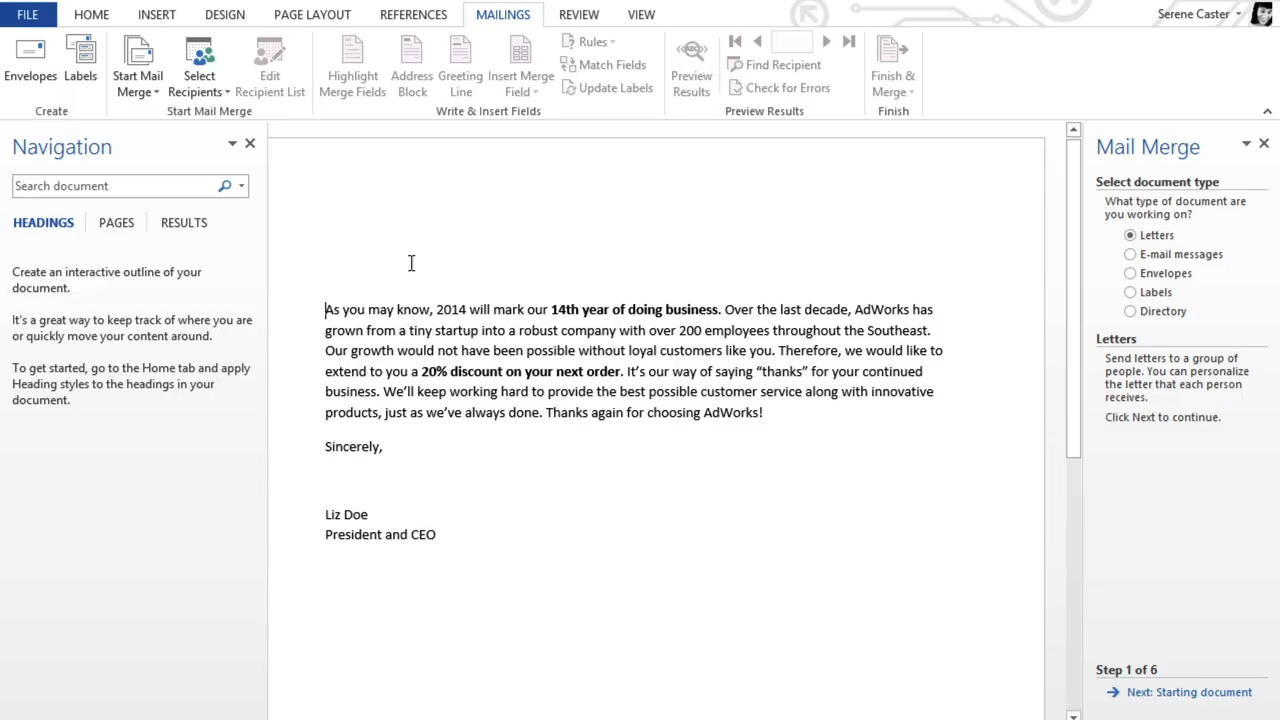 FILE HOME INSERT DESIGN PAGE LAYOUT REFERENCES MAILINGS REVIEW VIEW Serene Caster
Envelopes
Labels
Create
Start Mail
Merge
Select
Recipients
Edit
Recipient List
Start Mail Merge
Highlight
Merge Fields
Address
Block
Greeting
Line
Insert Merge
Field
Rules
Match Fields
Update Labels
Write & Insert Fields
ABC
Preview
Results
Find Recipient
Check for Errors
Preview Results
Finish &
Merge
Finish
Navigation
Search document
HEADINGS PAGES RESULTS
Create an interactive outline of your
document.
It's a great way to keep track of where you are
or quickly move your content around.
To get started, go to the Home tab and apply
Heading styles to the headings in your
document.
As you may know, 2014 will mark our 14th year of doing business. Over the last decade, AdWorks has
grown from a tiny startup into a robust company with over 200 employees throughout the Southeast.
Our growth would not have been possible without loyal customers like you. Therefore, we would like to
extend to you a 20% discount on your next order. It’s our way of saying “thanks” for your continued
business. We’ll keep working hard to provide the best possible customer service along with innovative
products, just as we’ve always done. Thanks again for choosing AdWorks!
Sincerely,
Liz Doe
President and CEO
Mail Merge
Select document type
What type of document are
you working on?
Letters
E-mail messages
Envelopes
Labels
Directory
Letters
Send letters to a group of
people. You can personalize
the letter that each person
receives.
Click Next to continue.
Step 1 of 6
Next: Starting document